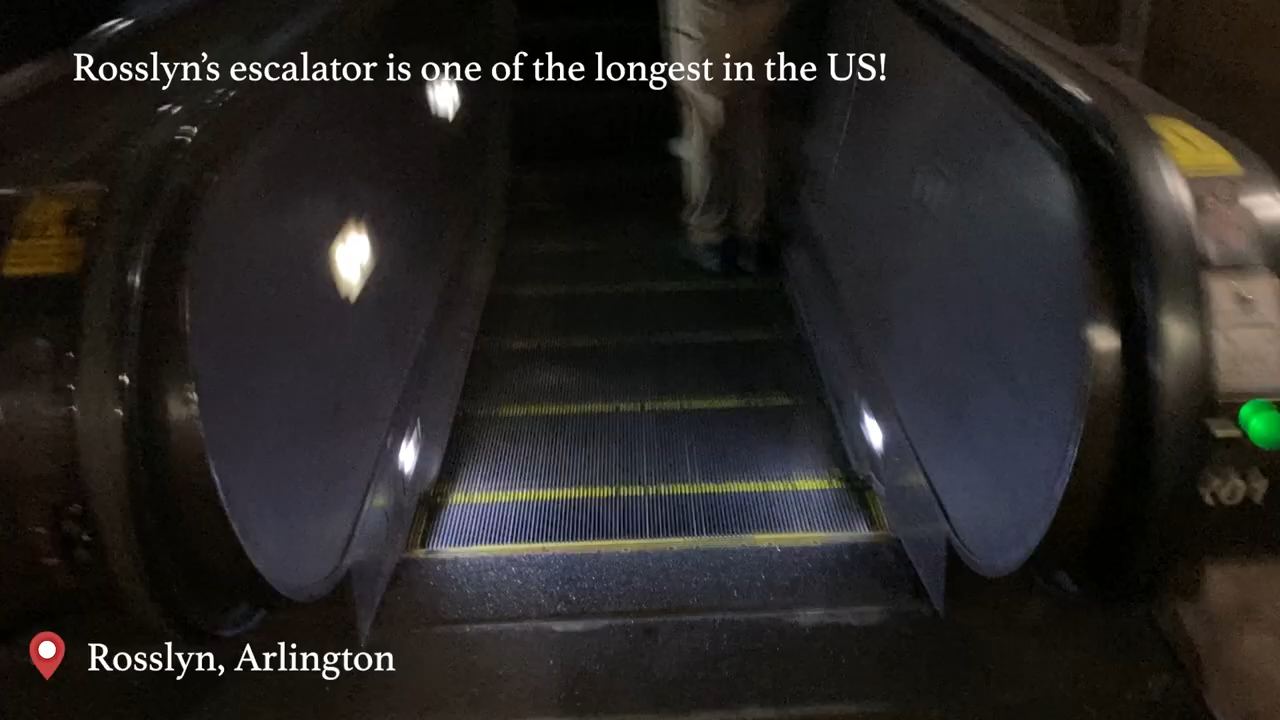 Rosslyn’s escalator is one of the longest in the US!
Rosslyn, Arlington